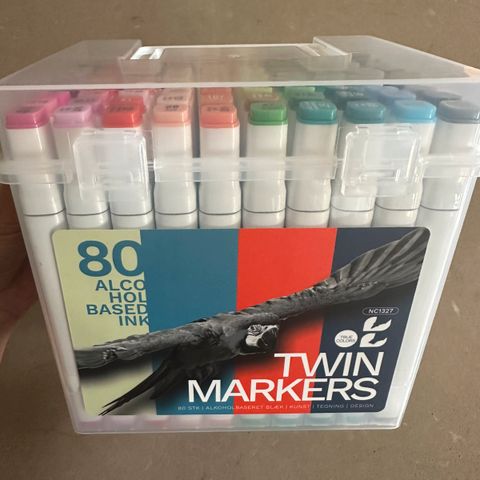 80
ALCO
HOL
BASED
INK
NC1327
TRUE
COLORS
TWIN
MARKERS
80 STK | ALKOHOLBASERET BLÆK | KUNST | TEGNING | DESIGN